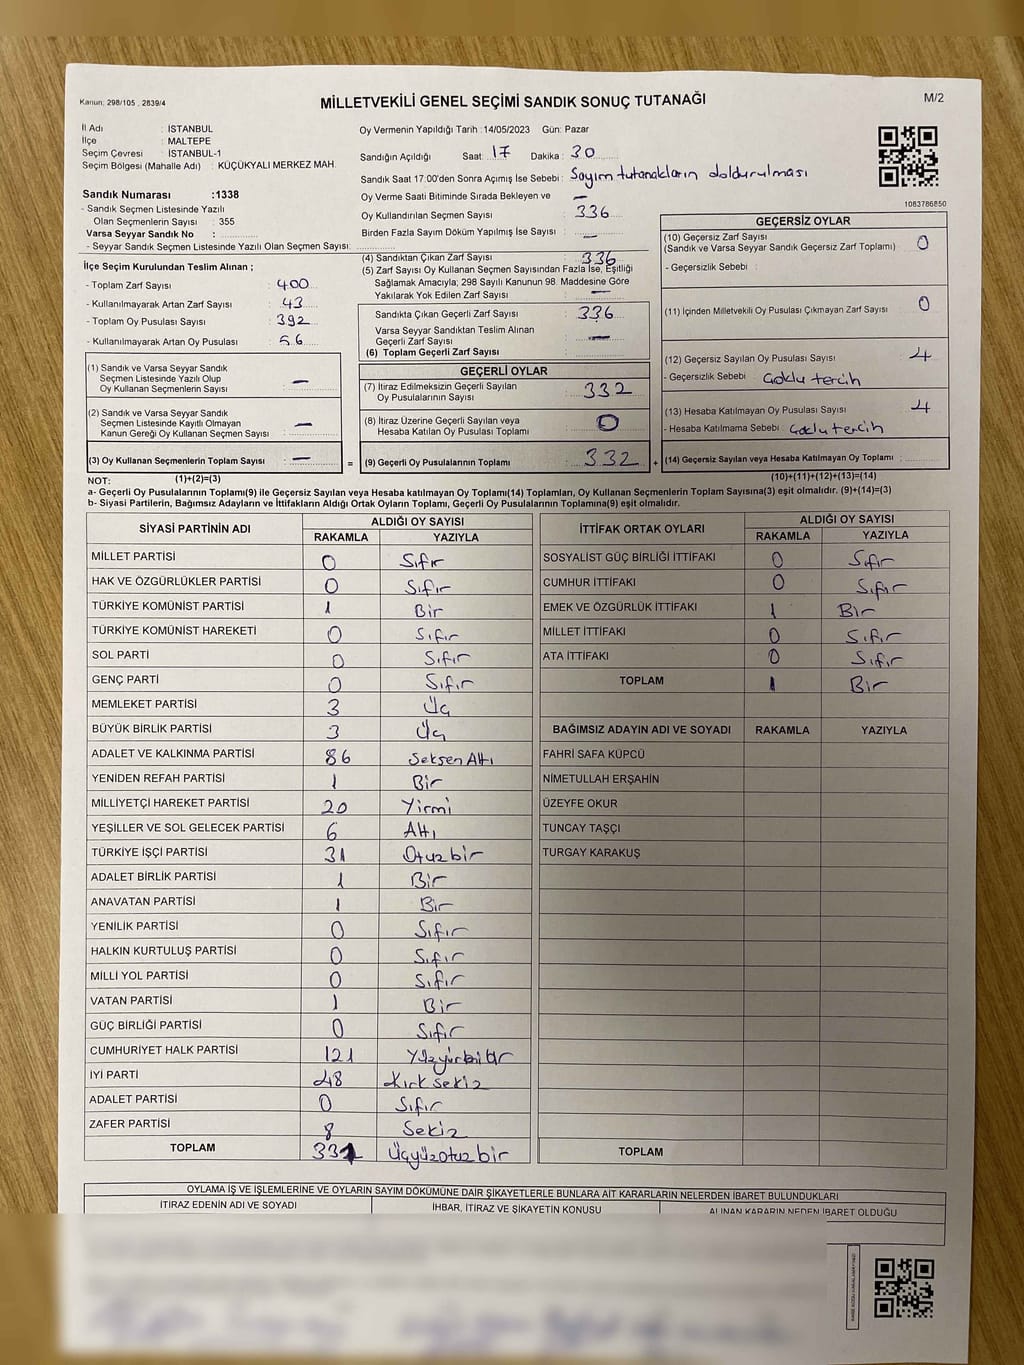 Kanun: 298/105 , 2839/4
MİLLETVEKİLİ GENEL SEÇİMİ SANDIK SONUÇ TUTANAĞI
M/2
İl Adı : İSTANBUL
İlçe : MALTEPE
Seçim Çevresi : İSTANBUL-1
Seçim Bölgesi (Mahalle Adı) : KÜÇÜKYALI MERKEZ MAH.
Sandık Numarası :1338
- Sandık Seçmen Listesinde Yazılı
Olan Seçmenlerin Sayısı : 355
Varsa Seyyar Sandık No :
- Seyyar Sandık Seçmen Listesinde Yazılı Olan Seçmen Sayısı:
Oy Vermenin Yapıldığı Tarih :14/05/2023 Gün: Pazar
Sandığın Açıldığı Saat: 17 Dakika : 30
Sandık Saat 17:00'den Sonra Açımış İse Sebebi : Sayım tutanakların doldurulması
Oy Verme Saati Bitiminde Sırada Bekleyen ve : —
Oy Kullandırılan Seçmen Sayısı : 336
Birden Fazla Sayım Döküm Yapılmış İse Sayısı : —
1083786850
İlçe Seçim Kurulundan Teslim Alınan ;
- Toplam Zarf Sayısı : 400
- Kullanılmayarak Artan Zarf Sayısı : 43
- Toplam Oy Pusulası Sayısı : 392
- Kullanılmayarak Artan Oy Pusulası : 56
(1) Sandık ve Varsa Seyyar Sandık
Seçmen Listesinde Yazılı Olup
Oy Kullanan Seçmenlerin Sayısı : —
(2) Sandık ve Varsa Seyyar Sandık
Seçmen Listesinde Kayıtlı Olmayan
Kanun Gereği Oy Kullanan Seçmen Sayısı : —
(3) Oy Kullanan Seçmenlerin Toplam Sayısı : —
(4) Sandıktan Çıkan Zarf Sayısı : 336
(5) Zarf Sayısı Oy Kullanan Seçmen Sayısından Fazla İse, Eşitliği
Sağlamak Amacıyla; 298 Sayılı Kanunun 98. Maddesine Göre
Yakılarak Yok Edilen Zarf Sayısı : —
Sandıkta Çıkan Geçerli Zarf Sayısı : 336
Varsa Seyyar Sandıktan Teslim Alınan
Geçerli Zarf Sayısı : —
(6) Toplam Geçerli Zarf Sayısı :
GEÇERLİ OYLAR
(7) İtiraz Edilmeksizin Geçerli Sayılan
Oy Pusulalarının Sayısı : 332
(8) İtiraz Üzerine Geçerli Sayılan veya
Hesaba Katılan Oy Pusulası Toplamı : 0
= (9) Geçerli Oy Pusulalarının Toplamı : 332 +
GEÇERSİZ OYLAR
(10) Geçersiz Zarf Sayısı
(Sandık ve Varsa Seyyar Sandık Geçersiz Zarf Toplamı) : 0
- Geçersizlik Sebebi :
(11) İçinden Milletvekili Oy Pusulası Çıkmayan Zarf Sayısı : 0
(12) Geçersiz Sayılan Oy Pusulası Sayısı : 4
- Geçersizlik Sebebi : Çoklu tercih
(13) Hesaba Katılmayan Oy Pusulası Sayısı : 4
- Hesaba Katılmama Sebebi : Çoklu tercih
(14) Geçersiz Sayılan veya Hesaba Katılmayan Oy Toplamı :
NOT: (1)+(2)=(3) (10)+(11)+(12)+(13)=(14)
a- Geçerli Oy Pusulalarının Toplamı(9) ile Geçersiz Sayılan veya Hesaba katılmayan Oy Toplamı(14) Toplamları, Oy Kullanan Seçmenlerin Toplam Sayısına(3) eşit olmalıdır. (9)+(14)=(3)
b- Siyasi Partilerin, Bağımsız Adayların ve İttifakların Aldığı Ortak Oyların Toplamı, Geçerli Oy Pusulalarının Toplamına(9) eşit olmalıdır.
SİYASİ PARTİNİN ADI ALDIĞI OY SAYISI
RAKAMLA YAZIYLA
MİLLET PARTİSİ 0 Sıfır
HAK VE ÖZGÜRLÜKLER PARTİSİ 0 Sıfır
TÜRKİYE KOMÜNİST PARTİSİ 1 Bir
TÜRKİYE KOMÜNİST HAREKETİ 0 Sıfır
SOL PARTİ 0 Sıfır
GENÇ PARTİ 0 Sıfır
MEMLEKET PARTİSİ 3 Üç
BÜYÜK BİRLİK PARTİSİ 3 Üç
ADALET VE KALKINMA PARTİSİ 86 Seksen Altı
YENİDEN REFAH PARTİSİ 1 Bir
MİLLİYETÇİ HAREKET PARTİSİ 20 Yirmi
YEŞİLLER VE SOL GELECEK PARTİSİ 6 Altı
TÜRKİYE İŞÇİ PARTİSİ 31 Otuzbir
ADALET BİRLİK PARTİSİ 1 Bir
ANAVATAN PARTİSİ 1 Bir
YENİLİK PARTİSİ 0 Sıfır
HALKIN KURTULUŞ PARTİSİ 0 Sıfır
MİLLİ YOL PARTİSİ 0 Sıfır
VATAN PARTİSİ 1 Bir
GÜÇ BİRLİĞİ PARTİSİ 0 Sıfır
CUMHURİYET HALK PARTİSİ 121
İYİ PARTİ 48 Kırk sekiz
ADALET PARTİSİ 0 Sıfır
ZAFER PARTİSİ 8 Sekiz
TOPLAM 331 Üçyüzotuzbir
İTTİFAK ORTAK OYLARI ALDIĞI OY SAYISI
RAKAMLA YAZIYLA
SOSYALİST GÜÇ BİRLİĞİ İTTİFAKI 0 Sıfır
CUMHUR İTTİFAKI 0 Sıfır
EMEK VE ÖZGÜRLÜK İTTİFAKI 1 Bir
MİLLET İTTİFAKI 0 Sıfır
ATA İTTİFAKI 0 Sıfır
TOPLAM 1 Bir
BAĞIMSIZ ADAYIN ADI VE SOYADI RAKAMLA YAZIYLA
FAHRİ SAFA KÜPCÜ
NİMETULLAH ERŞAHİN
ÜZEYFE OKUR
TUNCAY TAŞÇI
TURGAY KARAKUŞ
TOPLAM
OYLAMA İŞ VE İŞLEMLERİNE VE OYLARIN SAYIM DÖKÜMÜNE DAİR ŞİKAYETLERLE BUNLARA AİT KARARLARIN NELERDEN İBARET BULUNDUKLARI
İTİRAZ EDENİN ADI VE SOYADI İHBAR, İTİRAZ VE ŞİKAYETİN KONUSU ALINAN KARARIN NEDEN İBARET OLDUĞU